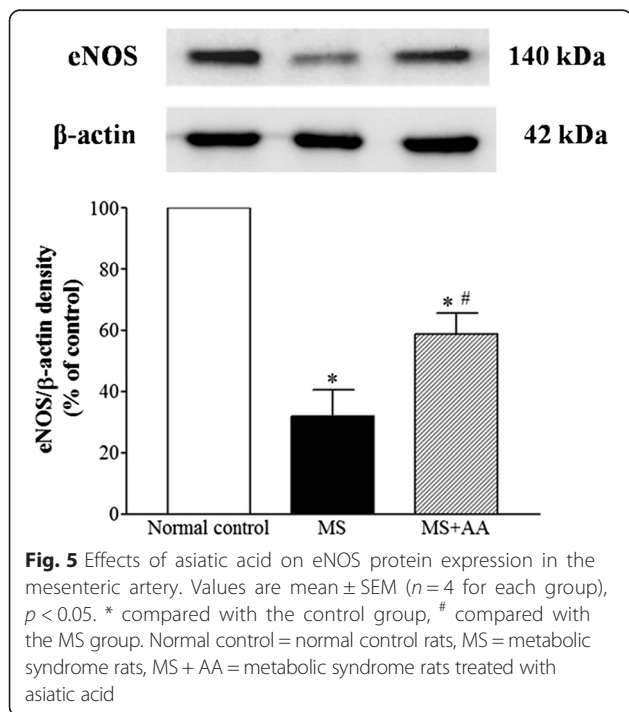 eNOS 140 kDa
β-actin 42 kDa
eNOS/β-actin density
(% of control)
100
80
60
40
20
0
*
* #
Normal control MS MS+AA
Fig. 5 Effects of asiatic acid on eNOS protein expression in the
mesenteric artery. Values are mean ± SEM (n = 4 for each group),
p < 0.05. * compared with the control group, # compared with
the MS group. Normal control = normal control rats, MS = metabolic
syndrome rats, MS + AA = metabolic syndrome rats treated with
asiatic acid